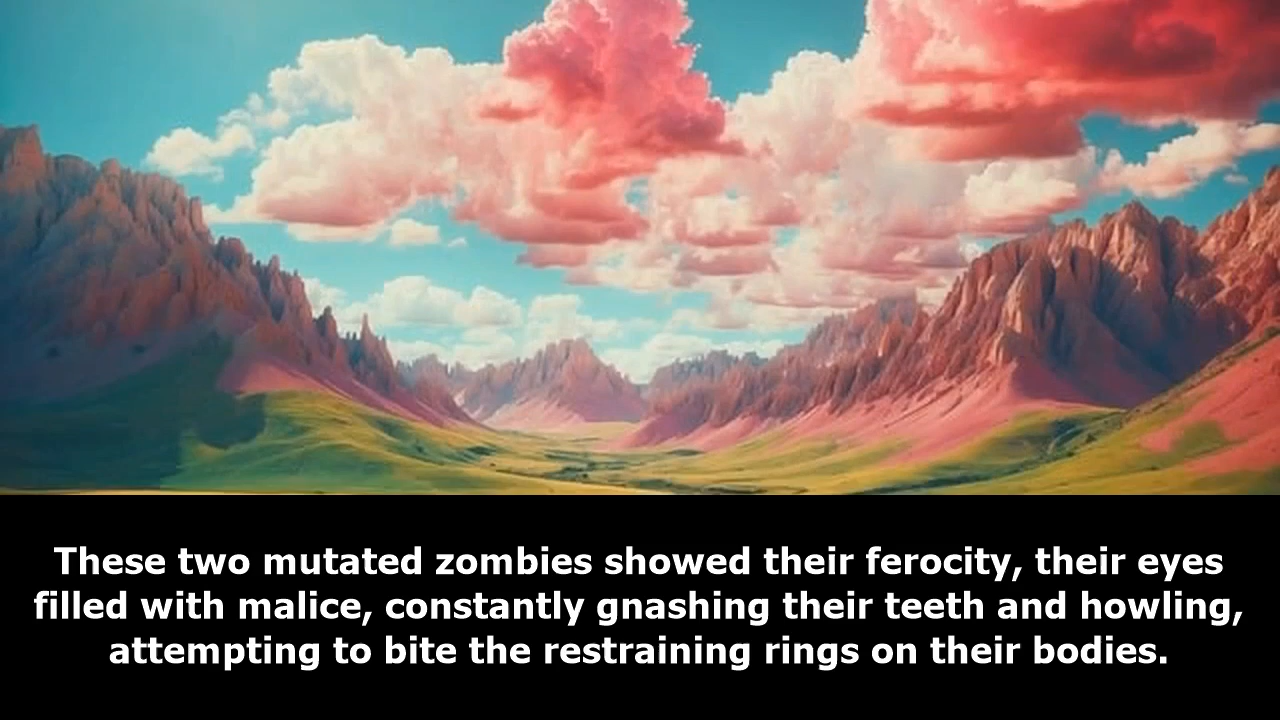 These two mutated zombies showed their ferocity, their eyes
filled with malice, constantly gnashing their teeth and howling,
attempting to bite the restraining rings on their bodies.